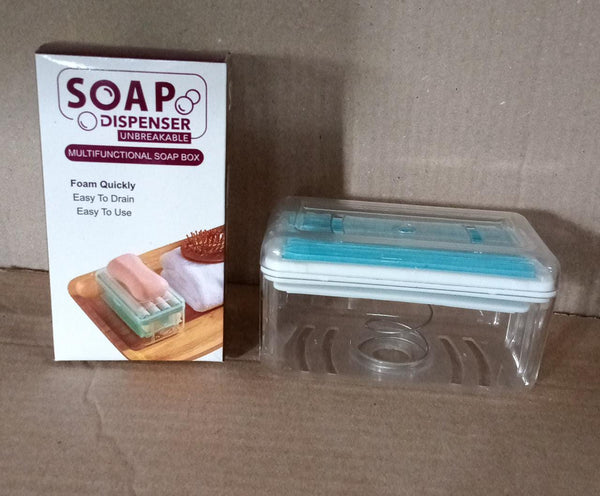 SOAP
DISPENSER
UNBREAKABLE
MULTIFUNCTIONAL SOAP BOX
Foam Quickly
Easy To Drain
Easy To Use